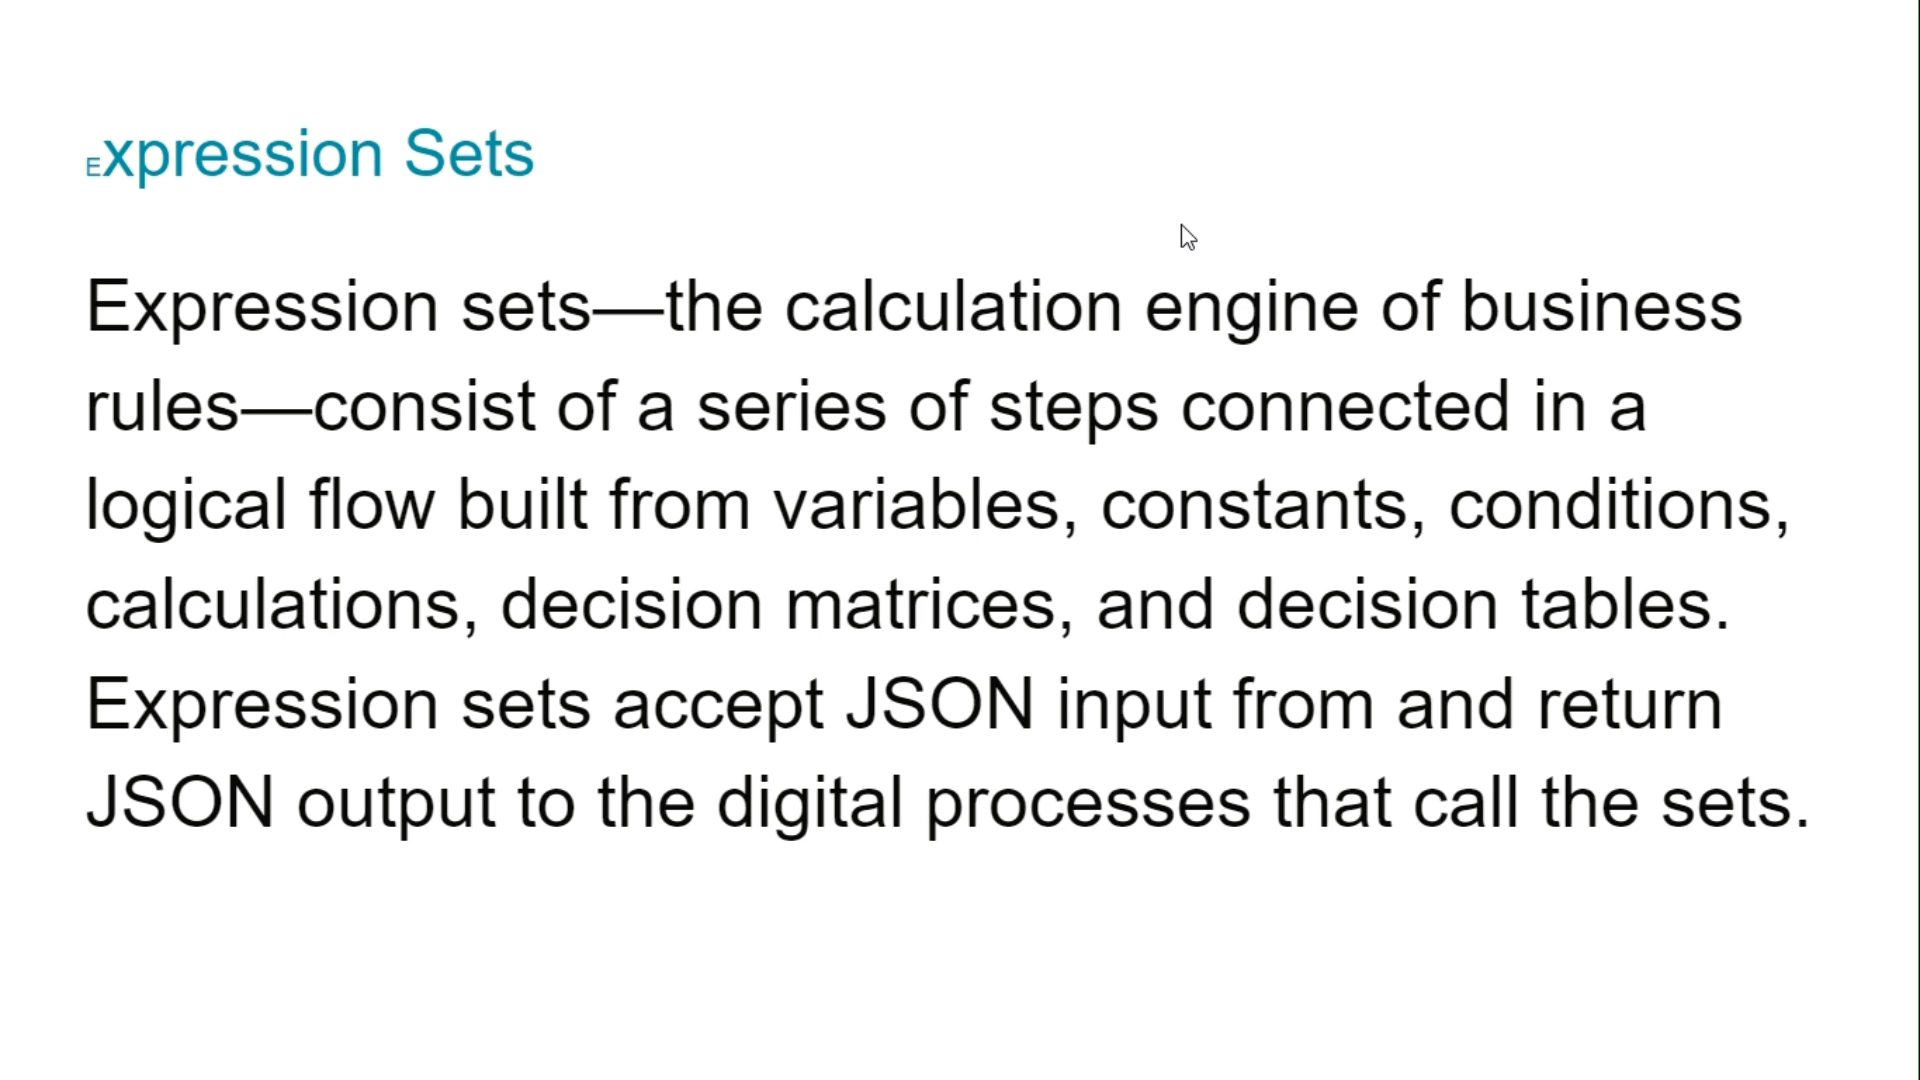 Expression Sets
Expression sets—the calculation engine of business
rules—consist of a series of steps connected in a
logical flow built from variables, constants, conditions,
calculations, decision matrices, and decision tables.
Expression sets accept JSON input from and return
JSON output to the digital processes that call the sets.